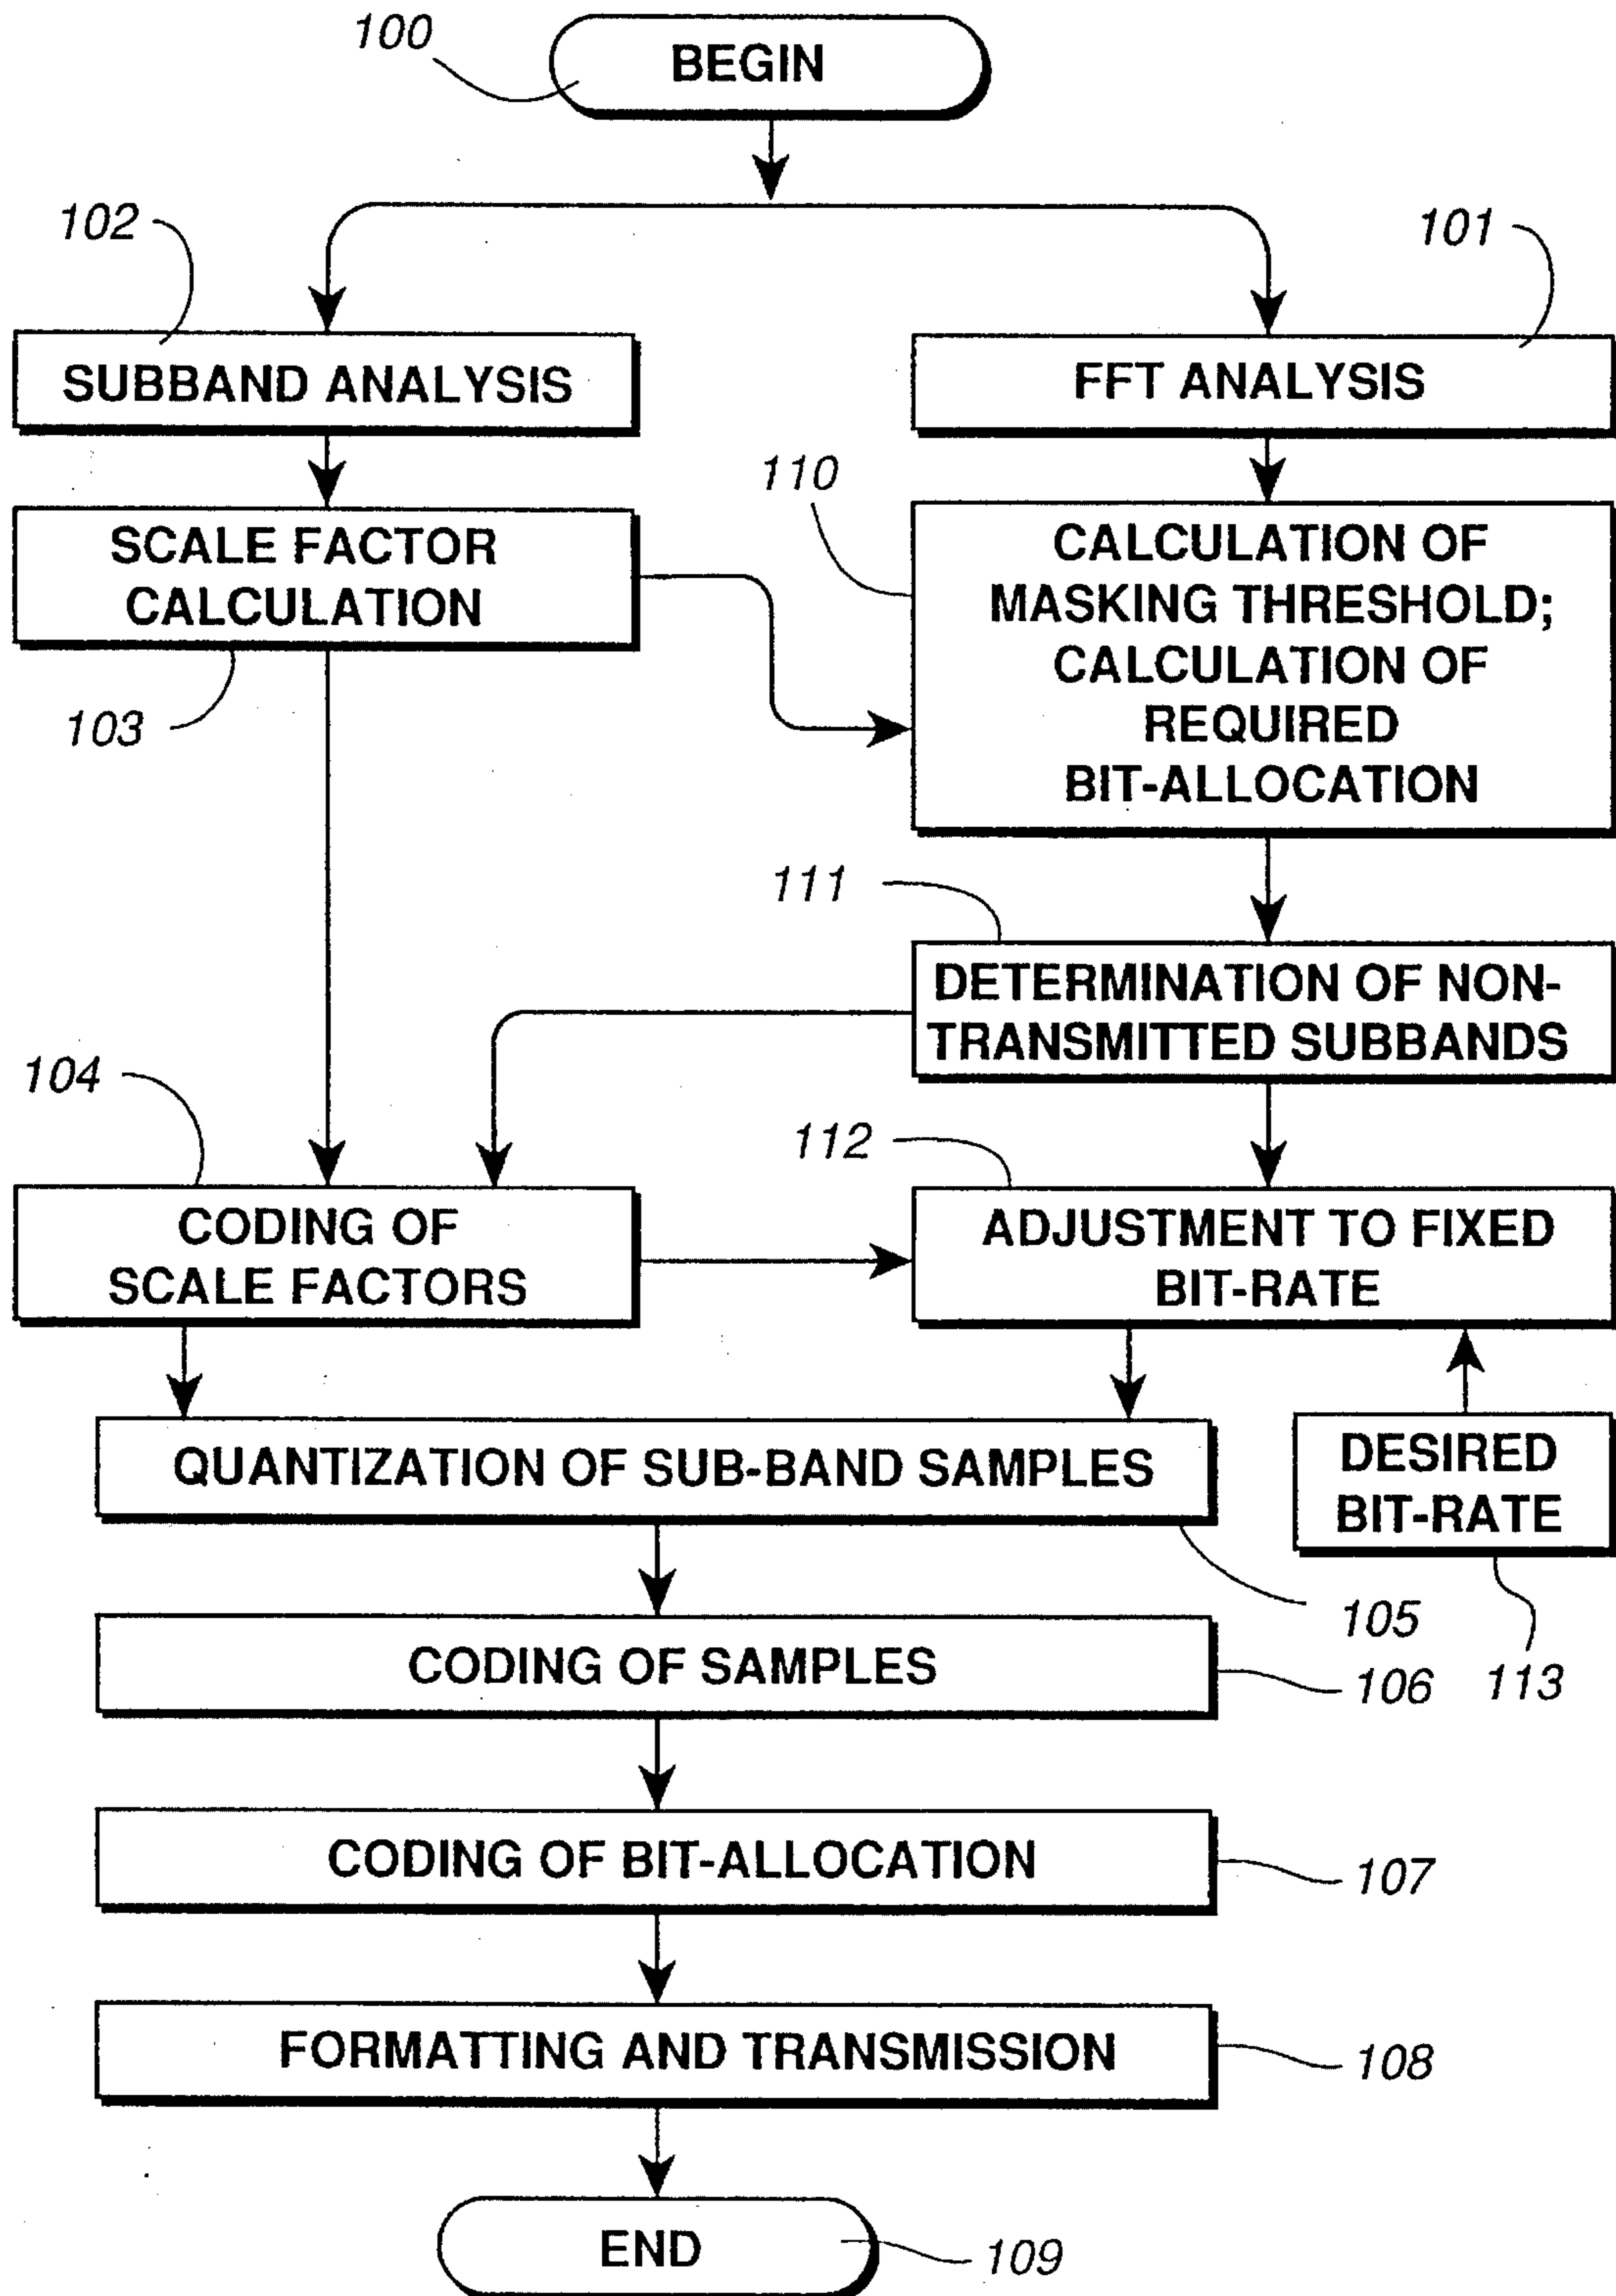 100
BEGIN
102
101
SUBBAND ANALYSIS
FFT ANALYSIS
110
SCALE FACTOR
CALCULATION
103
CALCULATION OF
MASKING THRESHOLD;
CALCULATION OF
REQUIRED
BIT-ALLOCATION
111
DETERMINATION OF NON-
TRANSMITTED SUBBANDS
104
112
CODING OF
SCALE FACTORS
ADJUSTMENT TO FIXED
BIT-RATE
QUANTIZATION OF SUB-BAND SAMPLES
DESIRED
BIT-RATE
105
113
CODING OF SAMPLES
106
CODING OF BIT-ALLOCATION
107
FORMATTING AND TRANSMISSION
108
END
109